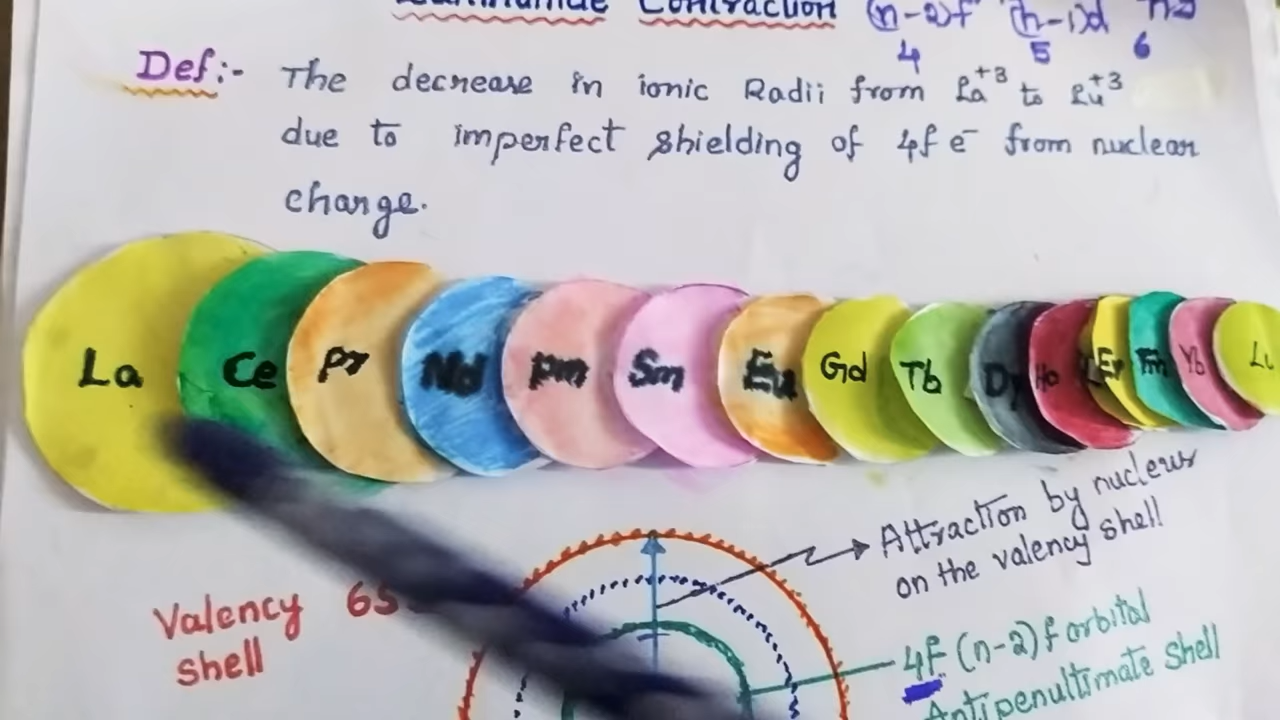 Contraction (n-2)f (n-1)d ns
4 5 6
Def:- The decrease in ionic Radii from La+3 to Lu+3
due to imperfect shielding of 4f e- from nuclear
charge.
La Ce Pr Nd Pm Sm Eu Gd Tb Dy Ho Er Tm Yb Lu
Attraction by nucleus
on the valency shell
Valency 6S
shell
4f (n-2)f orbital
Antipenultimate shell